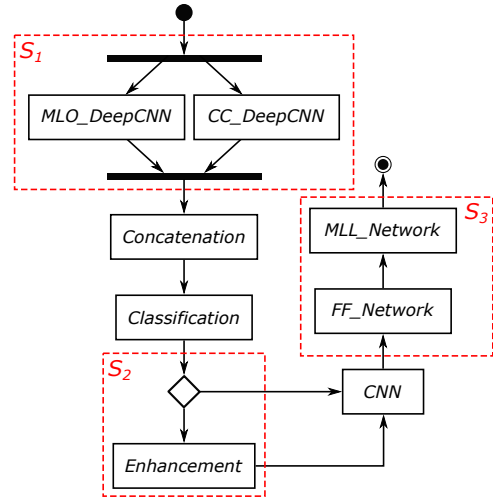 S1
MLO_DeepCNN
CC_DeepCNN
Concatenation
S3
MLL_Network
Classification
FF_Network
S2
CNN
Enhancement